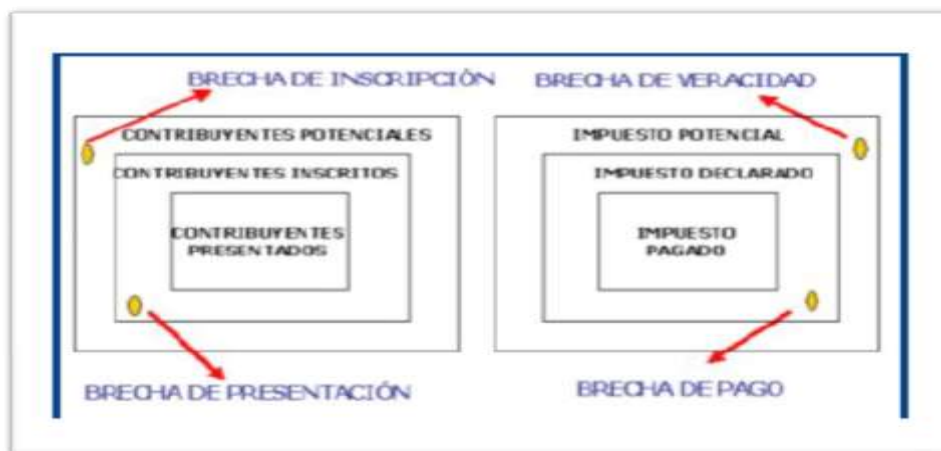 BRECHA DE INSCRIPCIÓN
BRECHA DE VERACIDAD
CONTRIBUYENTES POTENCIALES
CONTRIBUYENTES INSCRITOS
CONTRIBUYENTES
PRESENTADOS
IMPUESTO POTENCIAL
IMPUESTO DECLARADO
IMPUESTO
PAGADO
BRECHA DE PRESENTACIÓN
BRECHA DE PAGO